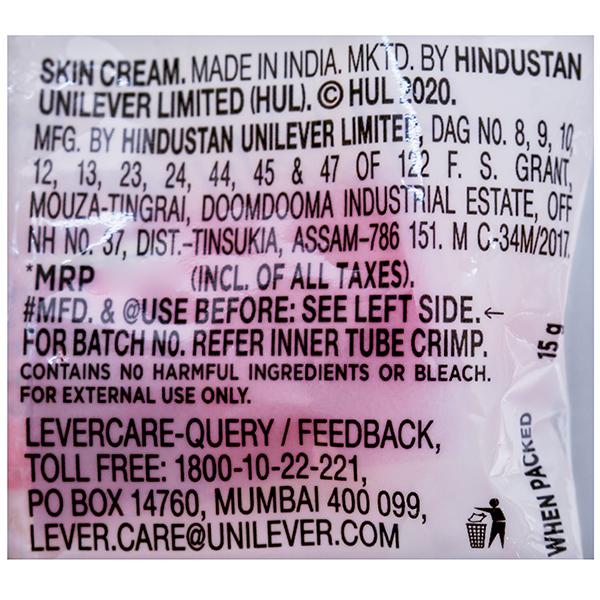 SKIN CREAM. MADE IN INDIA. MKTD. BY HINDUSTAN
UNILEVER LIMITED (HUL). © HUL 2020.
MFG. BY HINDUSTAN UNILEVER LIMITED, DAG NO. 8, 9, 10,
12, 13, 23, 24, 44, 45 & 47 OF 122 F. S. GRANT,
MOUZA-TINGRAI, DOOMDOOMA INDUSTRIAL ESTATE, OFF
NH NO. 37, DIST.-TINSUKIA, ASSAM-786 151. M C-34M/2017.
*MRP (INCL. OF ALL TAXES).
#MFD. & @USE BEFORE: SEE LEFT SIDE.←
FOR BATCH NO. REFER INNER TUBE CRIMP.
CONTAINS NO HARMFUL INGREDIENTS OR BLEACH.
FOR EXTERNAL USE ONLY.
LEVERCARE-QUERY / FEEDBACK,
TOLL FREE: 1800-10-22-221,
PO BOX 14760, MUMBAI 400 099,
LEVER.CARE@UNILEVER.COM
15 g
WHEN PACKED